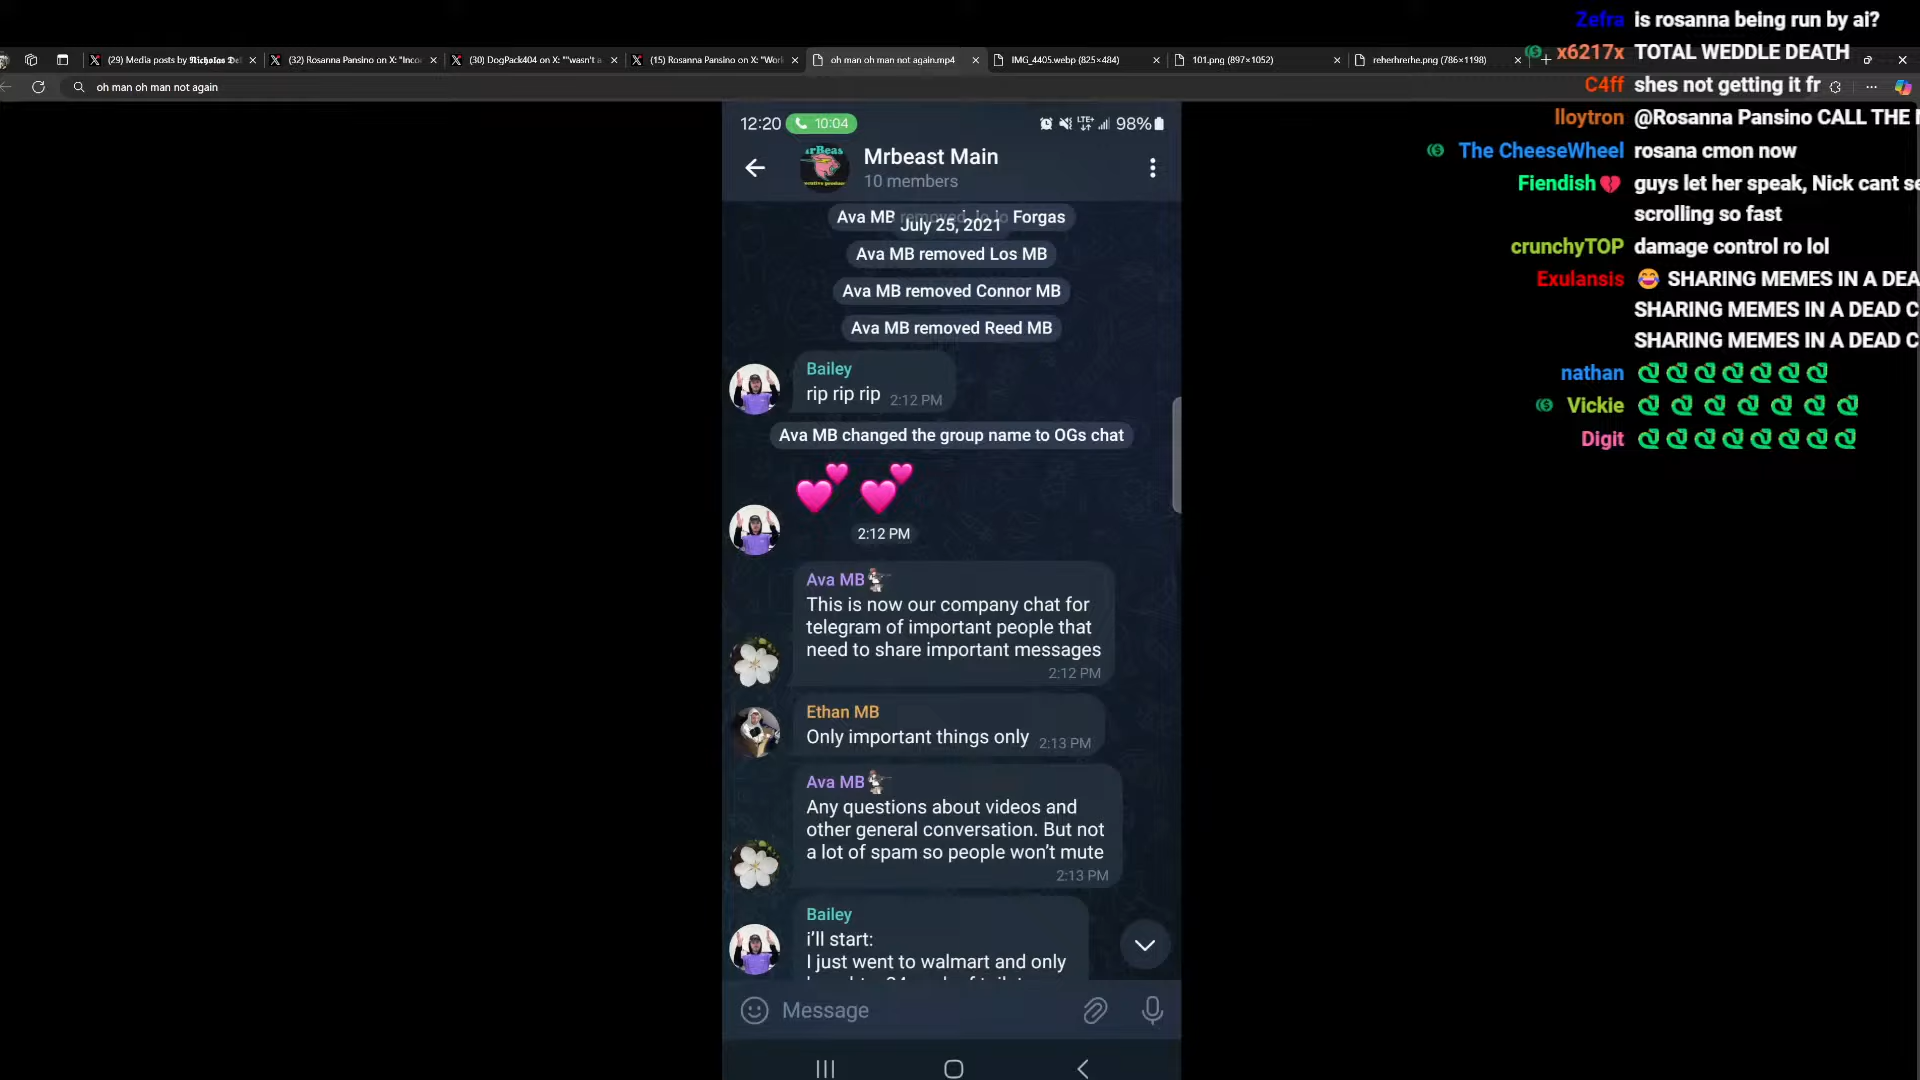 (29) Media posts by Nicholas De
(32) Rosanna Pansino on X: "Inco
(30) DogPack404 on X: ""wasn't a
(15) Rosanna Pansino on X: "Worl
oh man oh man not again.mp4
IMG_4405.webp (825×484)
101.png (897×1052)
reherhrerhe.png (786×1198)
oh man oh man not again
12:20
10:04
LTE+
98%
Mrbeast Main
10 members
Ava MB removed Forgas
July 25, 2021
Ava MB removed Los MB
Ava MB removed Connor MB
Ava MB removed Reed MB
Bailey
rip rip rip 2:12 PM
Ava MB changed the group name to OGs chat
💕 💕
2:12 PM
Ava MB
This is now our company chat for
telegram of important people that
need to share important messages
2:12 PM
Ethan MB
Only important things only 2:13 PM
Ava MB
Any questions about videos and
other general conversation. But not
a lot of spam so people won't mute
2:13 PM
Bailey
i'll start:
I just went to walmart and only
Message
Zefra is rosanna being run by ai?
x6217x TOTAL WEDDLE DEATH
C4ff shes not getting it fr
lloytron @Rosanna Pansino CALL THE
The CheeseWheel rosana cmon now
Fiendish💔 guys let her speak, Nick cant se
scrolling so fast
crunchyTOP damage control ro lol
Exulansis 😂 SHARING MEMES IN A DEA
SHARING MEMES IN A DEAD C
SHARING MEMES IN A DEAD C
nathan
Vickie
Digit